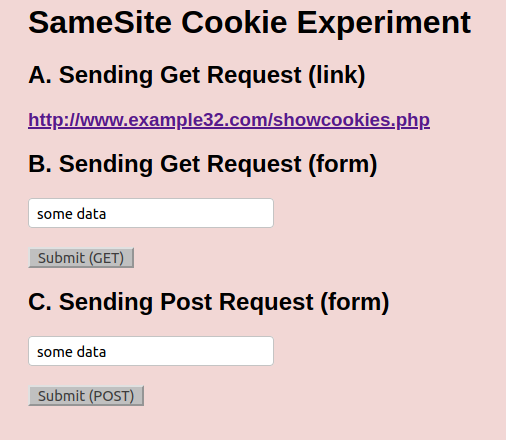 SameSite Cookie Experiment
A. Sending Get Request (link)
http://www.example32.com/showcookies.php
B. Sending Get Request (form)
some data
Submit (GET)
C. Sending Post Request (form)
some data
Submit (POST)